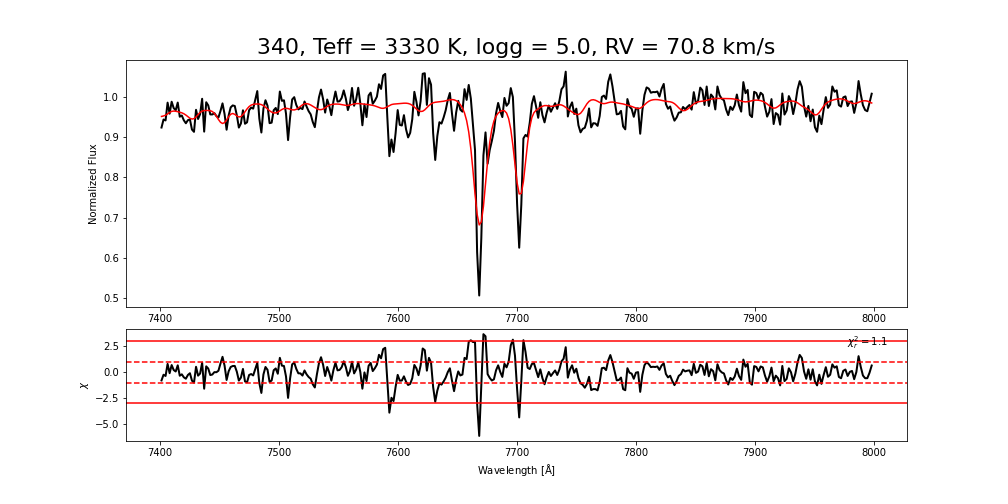 340, Teff = 3330 K, logg = 5.0, RV = 70.8 km/s
Normalized Flux
1.0
0.9
0.8
0.7
0.6
0.5
7400 7500 7600 7700 7800 7900 8000
χ
2.5
0.0
−2.5
−5.0
χ²ᵣ = 1.1
7400 7500 7600 7700 7800 7900 8000
Wavelength [Å]